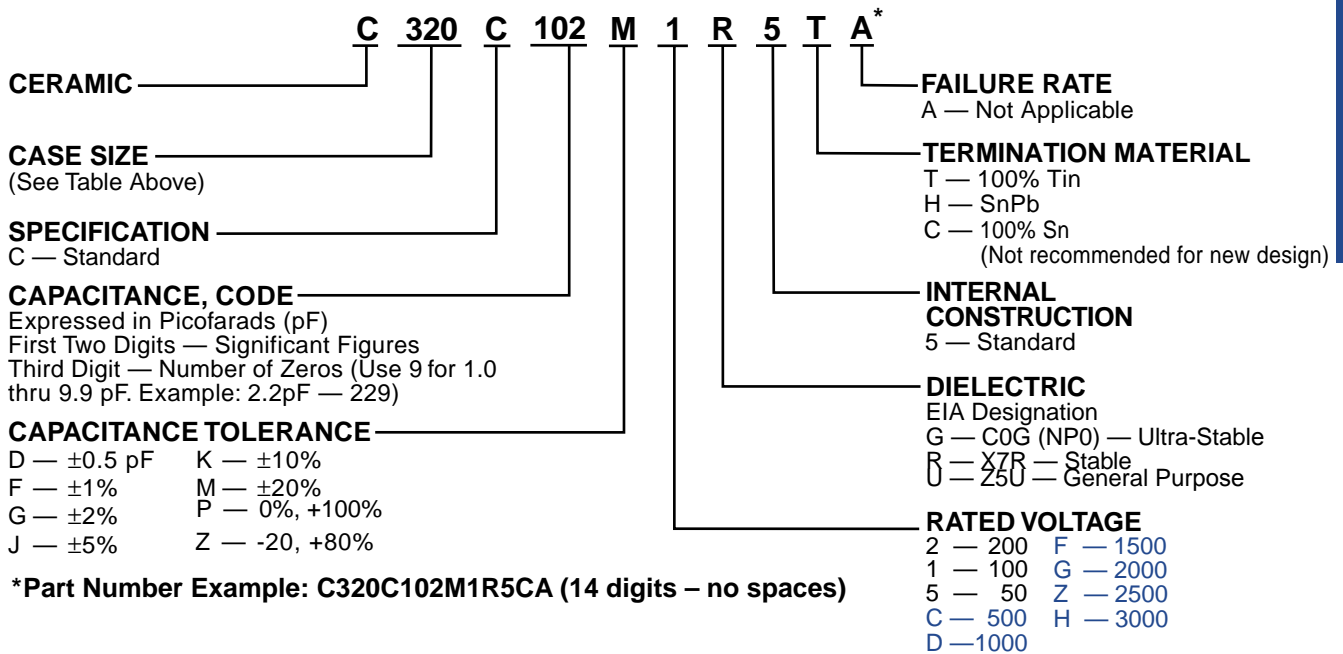 C 320 C 102 M 1 R 5 T A*
CERAMIC
CASE SIZE
(See Table Above)
SPECIFICATION
C — Standard
CAPACITANCE, CODE
Expressed in Picofarads (pF)
First Two Digits — Significant Figures
Third Digit — Number of Zeros (Use 9 for 1.0
thru 9.9 pF. Example: 2.2pF — 229)
CAPACITANCE TOLERANCE
D — ±0.5 pF K — ±10%
F — ±1% M — ±20%
G — ±2% P — 0%, +100%
J — ±5% Z — -20, +80%
*Part Number Example: C320C102M1R5CA (14 digits – no spaces)
FAILURE RATE
A — Not Applicable
TERMINATION MATERIAL
T — 100% Tin
H — SnPb
C — 100% Sn
(Not recommended for new design)
INTERNAL
CONSTRUCTION
5 — Standard
DIELECTRIC
EIA Designation
G — C0G (NP0) — Ultra-Stable
R — X7R — Stable
U — Z5U — General Purpose
RATED VOLTAGE
2 — 200 F — 1500
1 — 100 G — 2000
5 — 50 Z — 2500
C — 500 H — 3000
D —1000